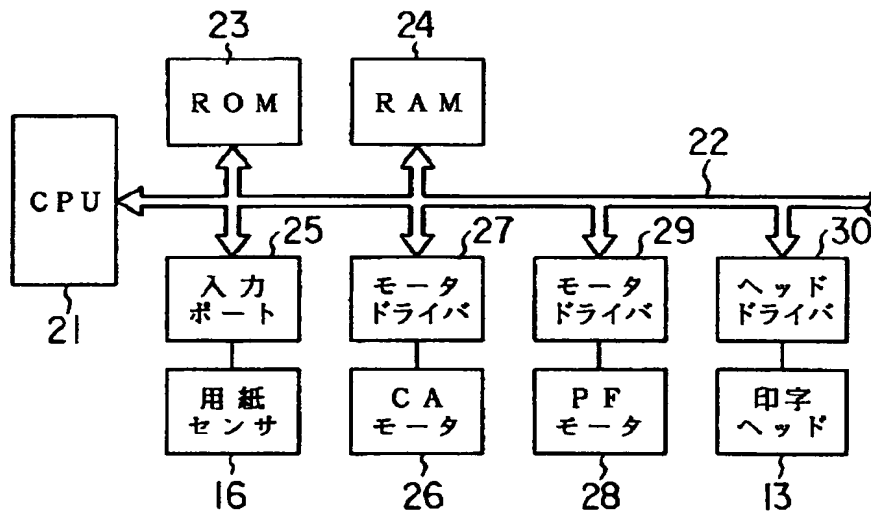 23
24
ROM
RAM
CPU
22
21
25
27
29
30
入力
ポート
モータ
ドライバ
モータ
ドライバ
ヘッド
ドライバ
用紙
センサ
CA
モータ
PF
モータ
印字
ヘッド
16
26
28
13